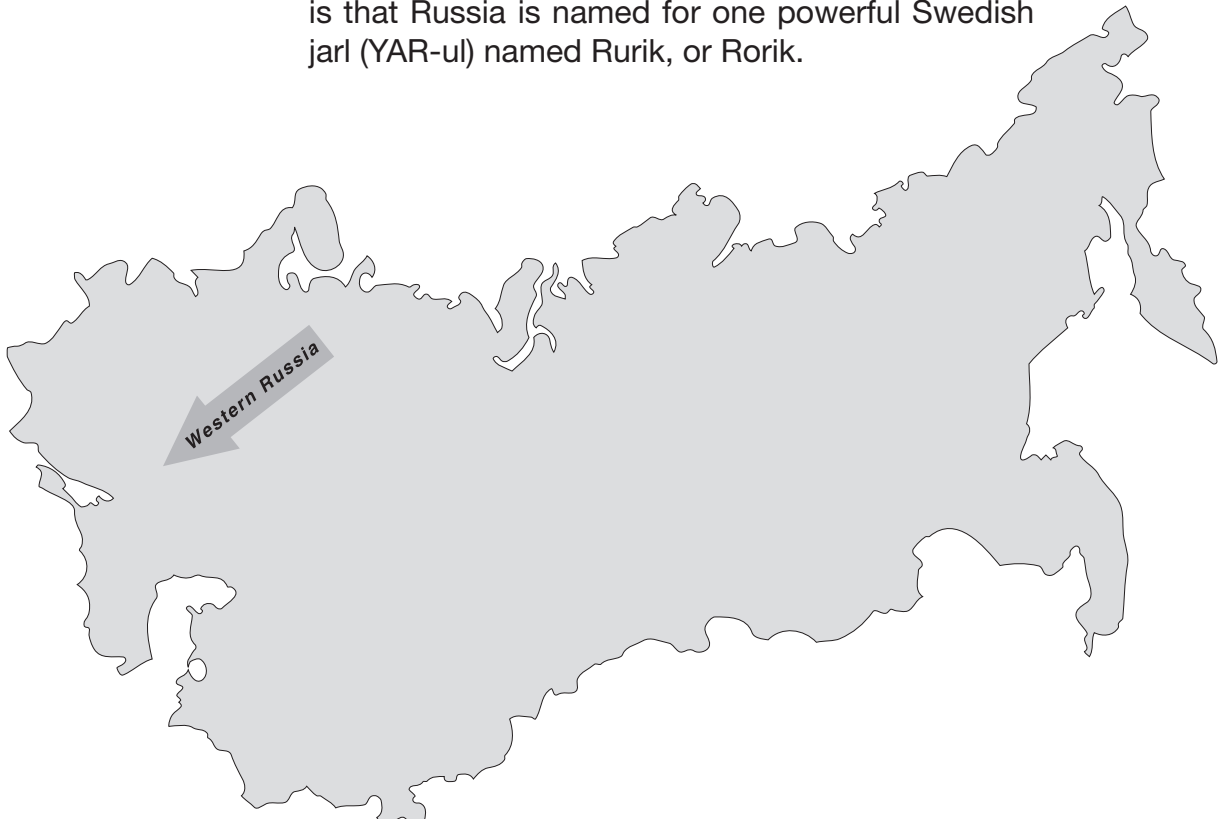 is that Russia is named for one powerful Swedish
jarl (YAR-ul) named Rurik, or Rorik.
Western Russia